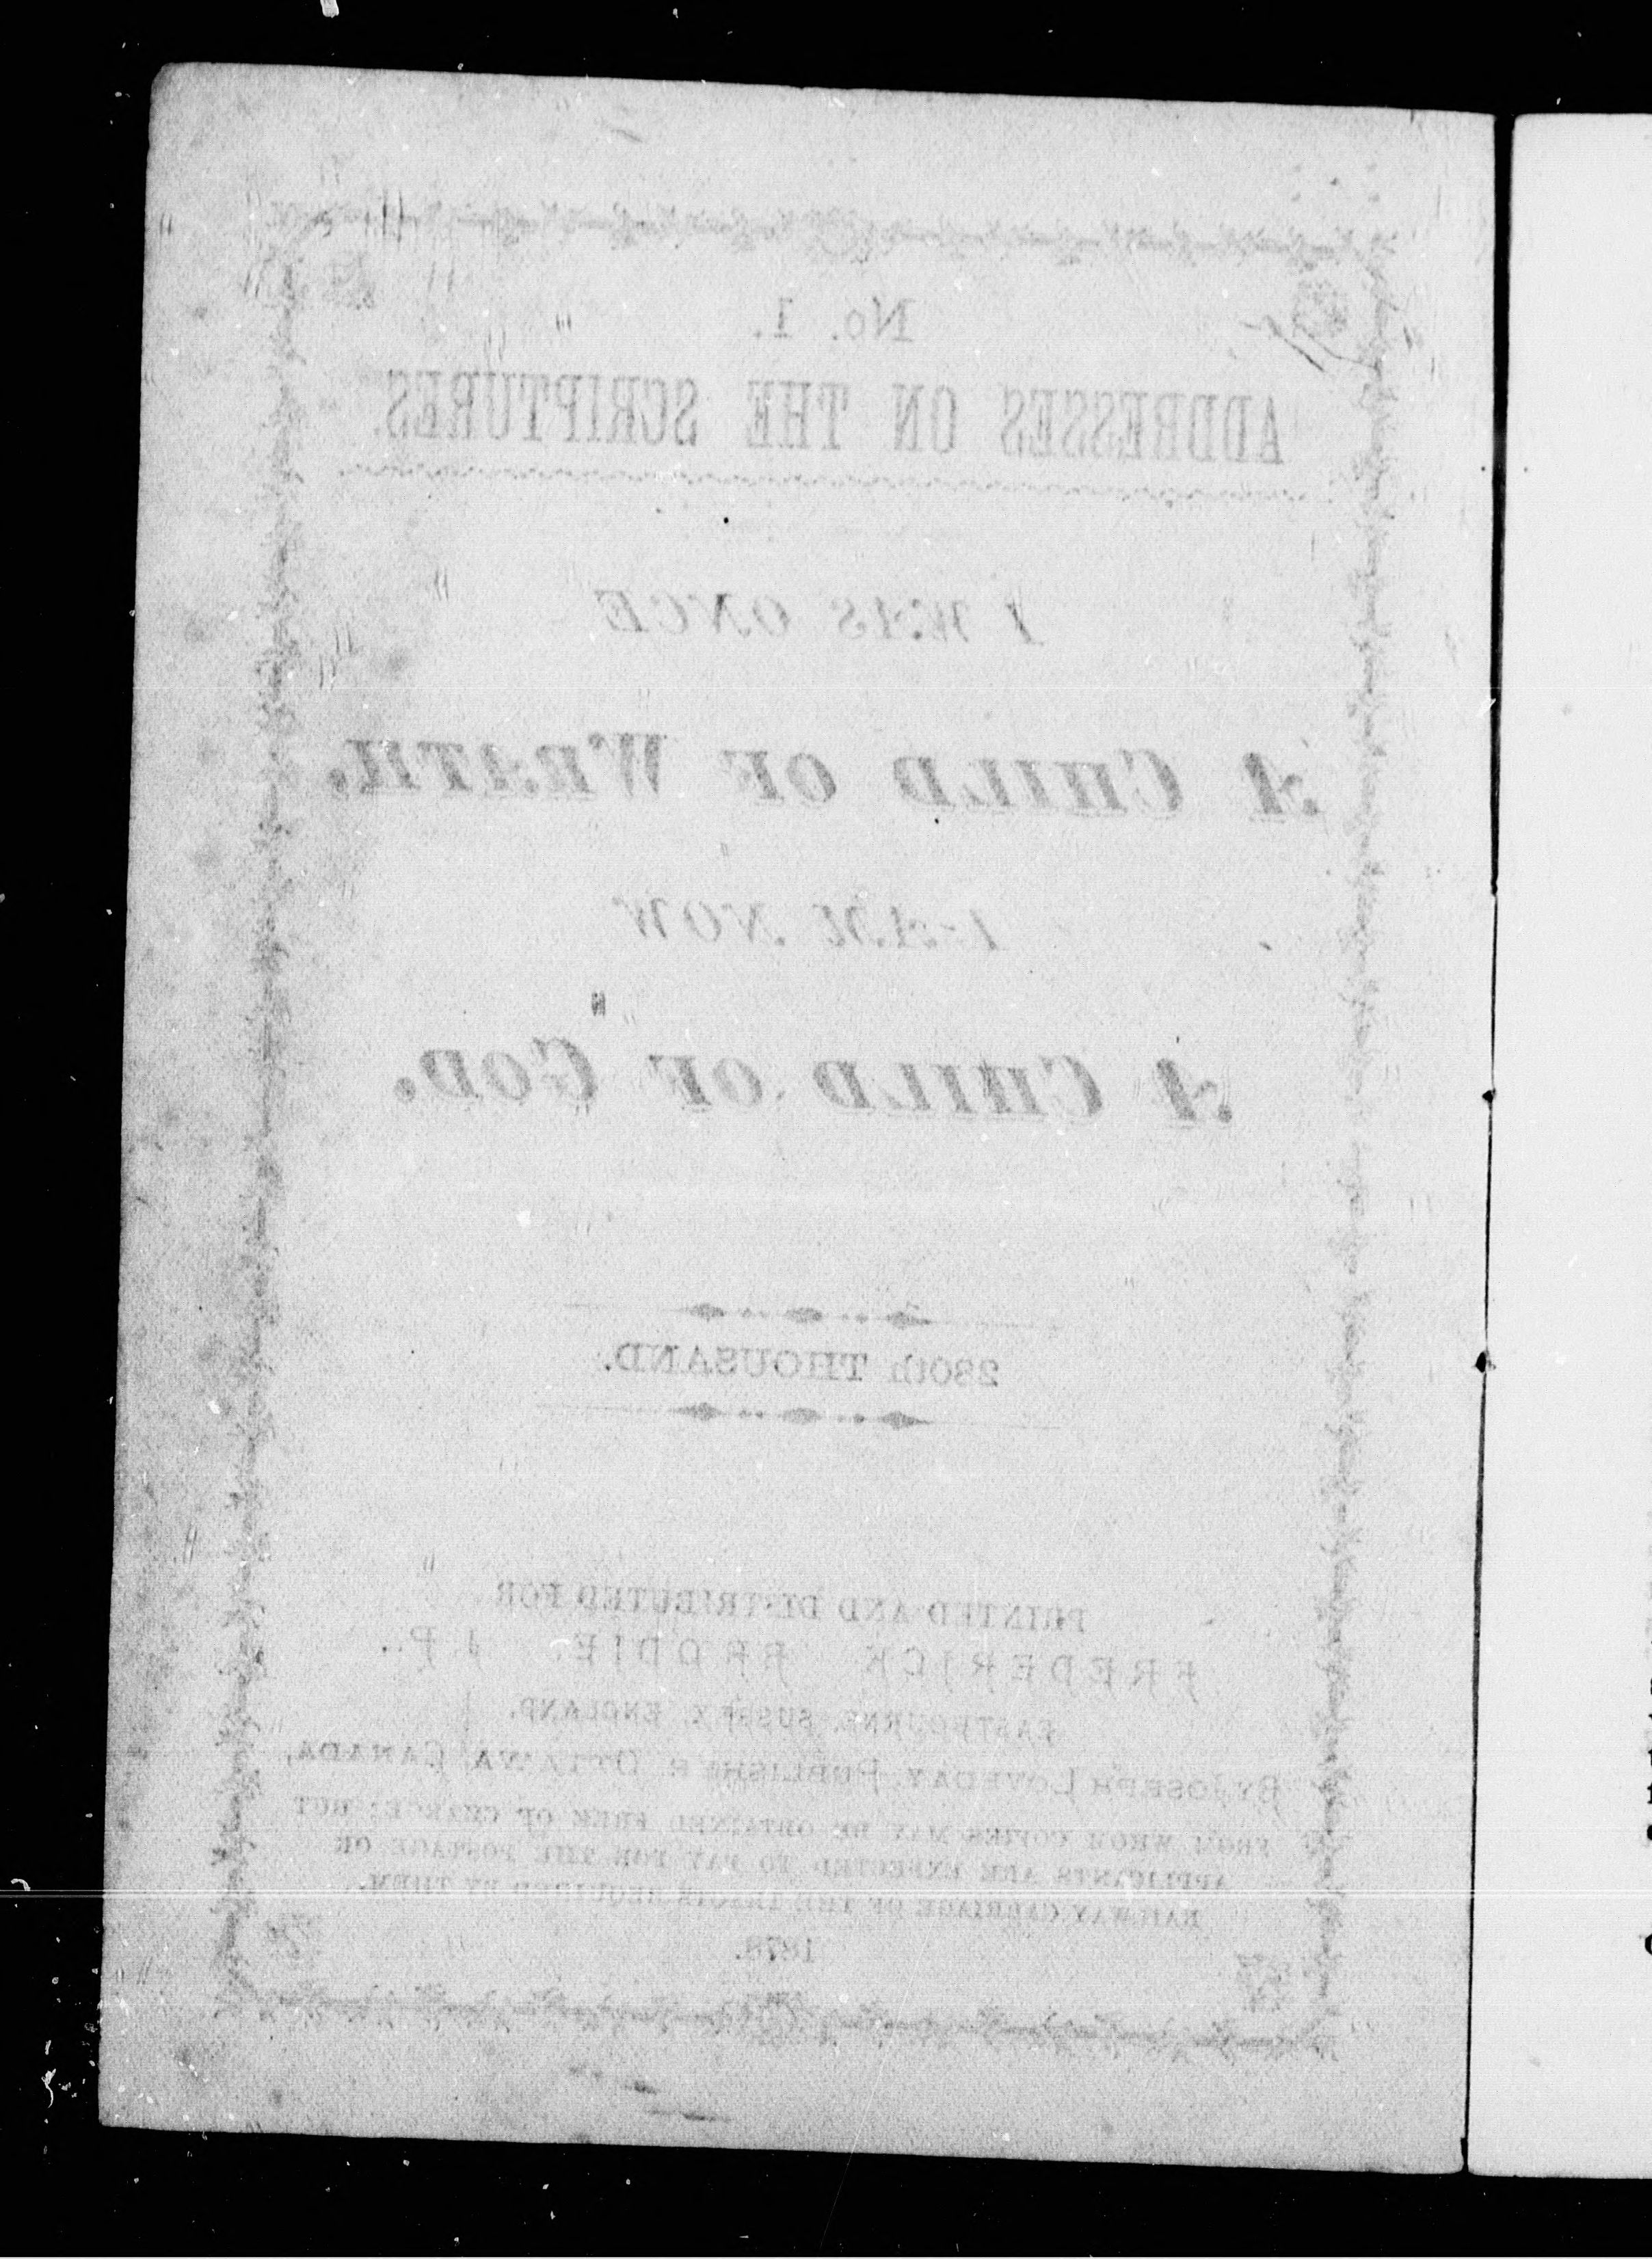 No. 1.
ADDRESSES ON THE SCRIPTURES.
I WAS ONCE
A CHILD OF WRATH,
I AM NOW
A CHILD OF GOD.
280th THOUSAND.
PRINTED AND DISTRIBUTED FOR
FREDERICK BRODIE, J.P.,
EASTBOURNE, SUSSEX, ENGLAND,
BY JOSEPH LOVEDAY, PUBLISHER, OTTAWA, CANADA,
FROM WHOM COPIES MAY BE OBTAINED FREE OF CHARGE; BUT
APPLICANTS ARE EXPECTED TO PAY FOR THE POSTAGE OR
RAILWAY CARRIAGE OF THE TRACTS REQUIRED BY THEM.
1878.